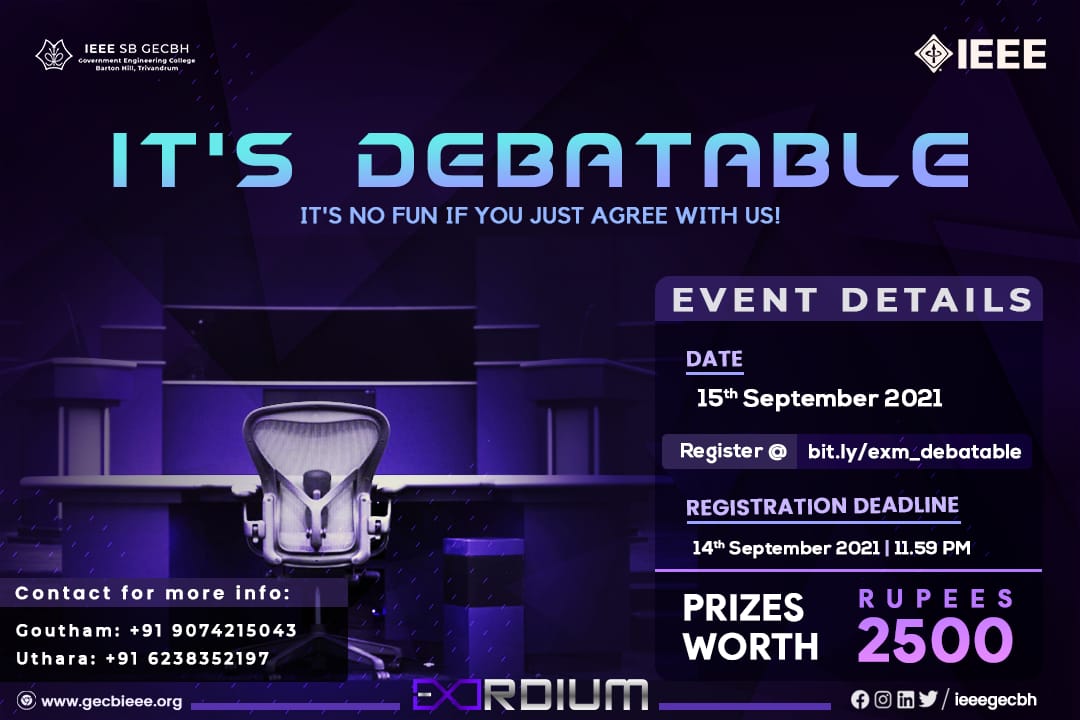 IEEE SB GECBH
Government Engineering College
Barton Hill, Trivandrum
IEEE
IT'S DEBATABLE
IT'S NO FUN IF YOU JUST AGREE WITH US!
EVENT DETAILS
DATE
15th September 2021
Register @ bit.ly/exm_debatable
REGISTRATION DEADLINE
14th September 2021 | 11.59 PM
PRIZES WORTH
RUPEES 2500
Contact for more info:
Goutham: +91 9074215043
Uthara: +91 6238352197
www.gecbieee.org
EXORDIUM
/ieeegecbh